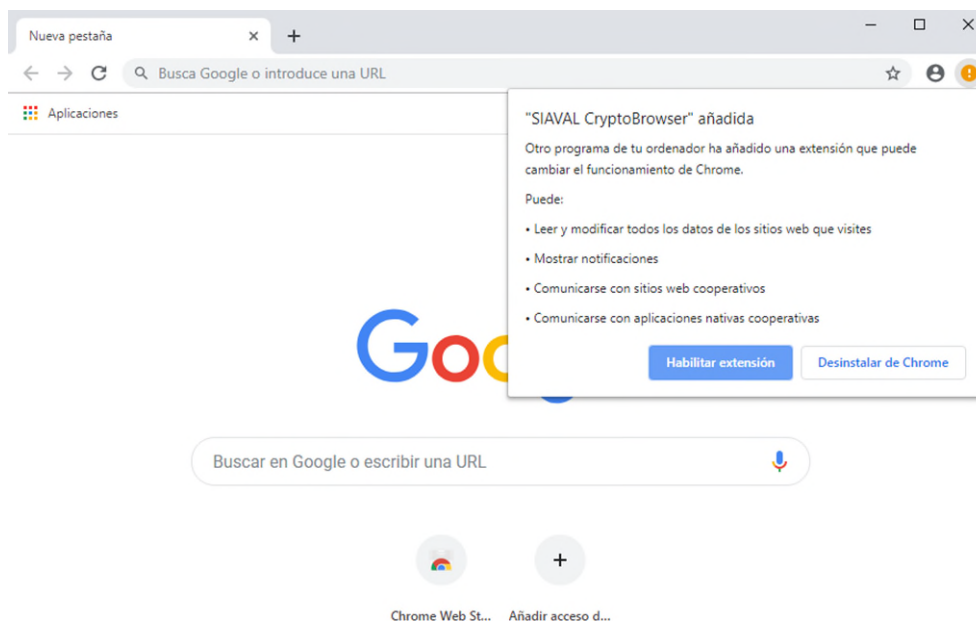 Nueva pestaña
Busca Google o introduce una URL
Aplicaciones
"SIAVAL CryptoBrowser" añadida
Otro programa de tu ordenador ha añadido una extensión que puede
cambiar el funcionamiento de Chrome.
Puede:
• Leer y modificar todos los datos de los sitios web que visites
• Mostrar notificaciones
• Comunicarse con sitios web cooperativos
• Comunicarse con aplicaciones nativas cooperativas
Habilitar extensión Desinstalar de Chrome
Goo
Buscar en Google o escribir una URL
Chrome Web St... Añadir acceso d...